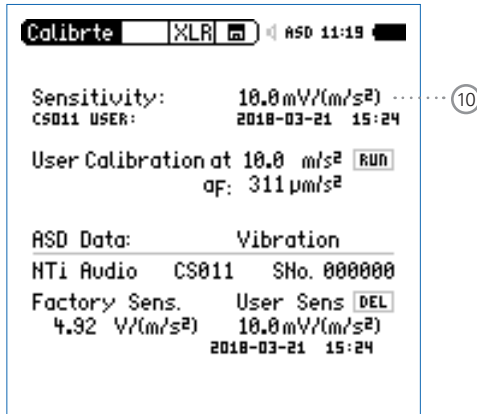 Calibrte XLR ASD 11:19
Sensitivity: 10.0mV/(m/s²) 10
CS011 USER: 2018-03-21 15:24
User Calibration at 10.0 m/s² RUN
aF: 311µm/s²
ASD Data: Vibration
NTi Audio CS011 SNo. 000000
Factory Sens. User Sens DEL
4.92 V/(m/s²) 10.0mV/(m/s²)
2018-03-21 15:24